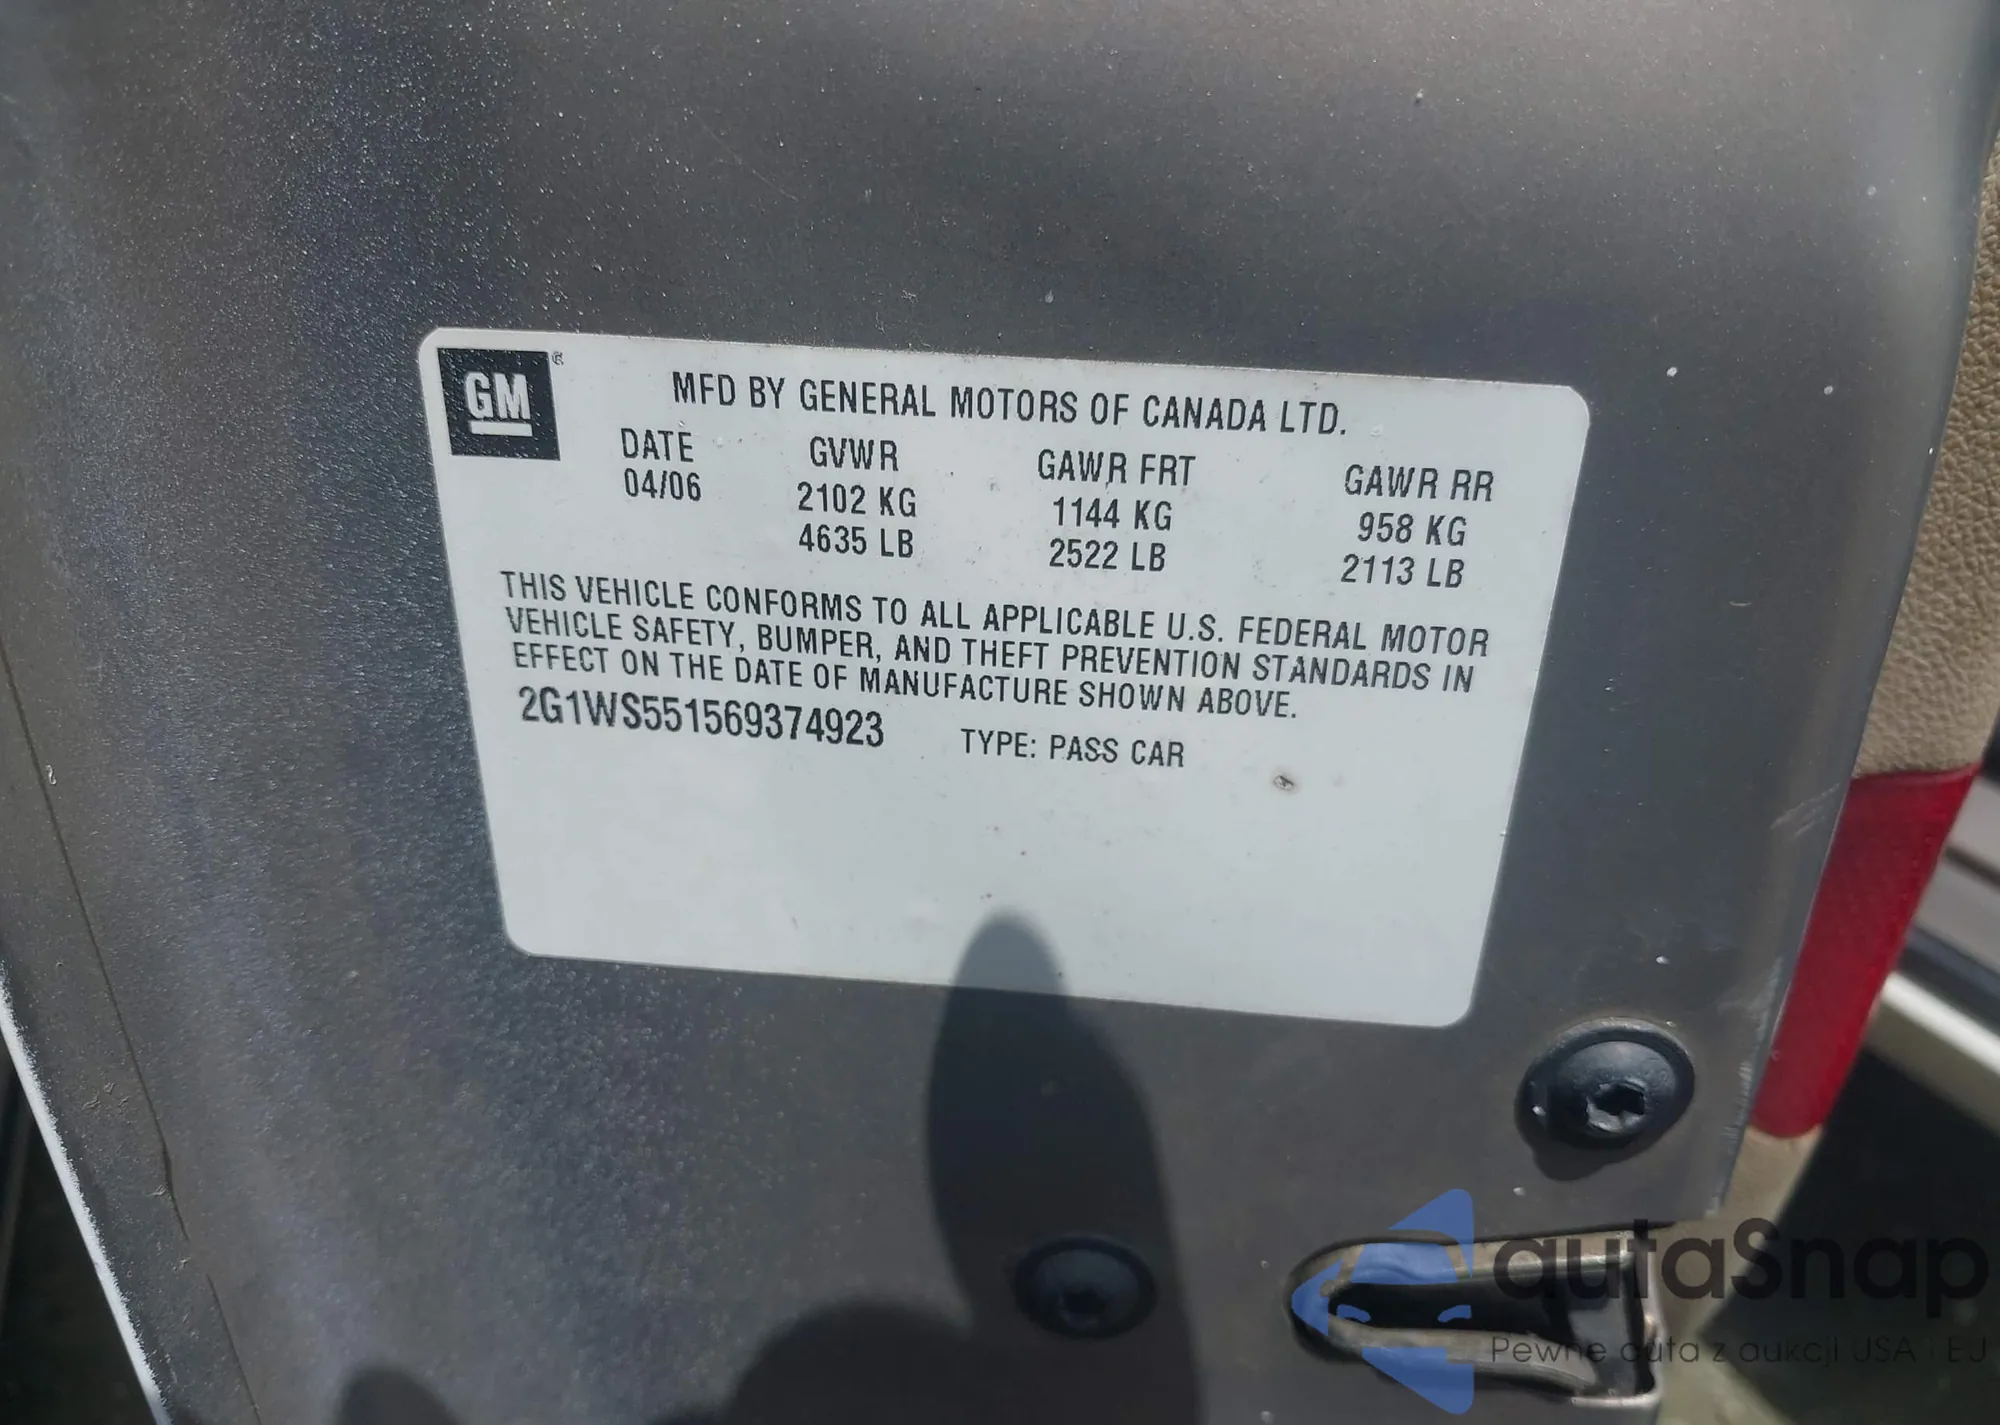 GM
MFD BY GENERAL MOTORS OF CANADA LTD.
DATE GVWR GAWR FRT GAWR RR
04/06 2102 KG 1144 KG 958 KG
4635 LB 2522 LB 2113 LB
THIS VEHICLE CONFORMS TO ALL APPLICABLE U.S. FEDERAL MOTOR
VEHICLE SAFETY, BUMPER, AND THEFT PREVENTION STANDARDS IN
EFFECT ON THE DATE OF MANUFACTURE SHOWN ABOVE.
2G1WS551569374923 TYPE: PASS CAR
autaSnap
Pewne auta z aukcji USA i EU